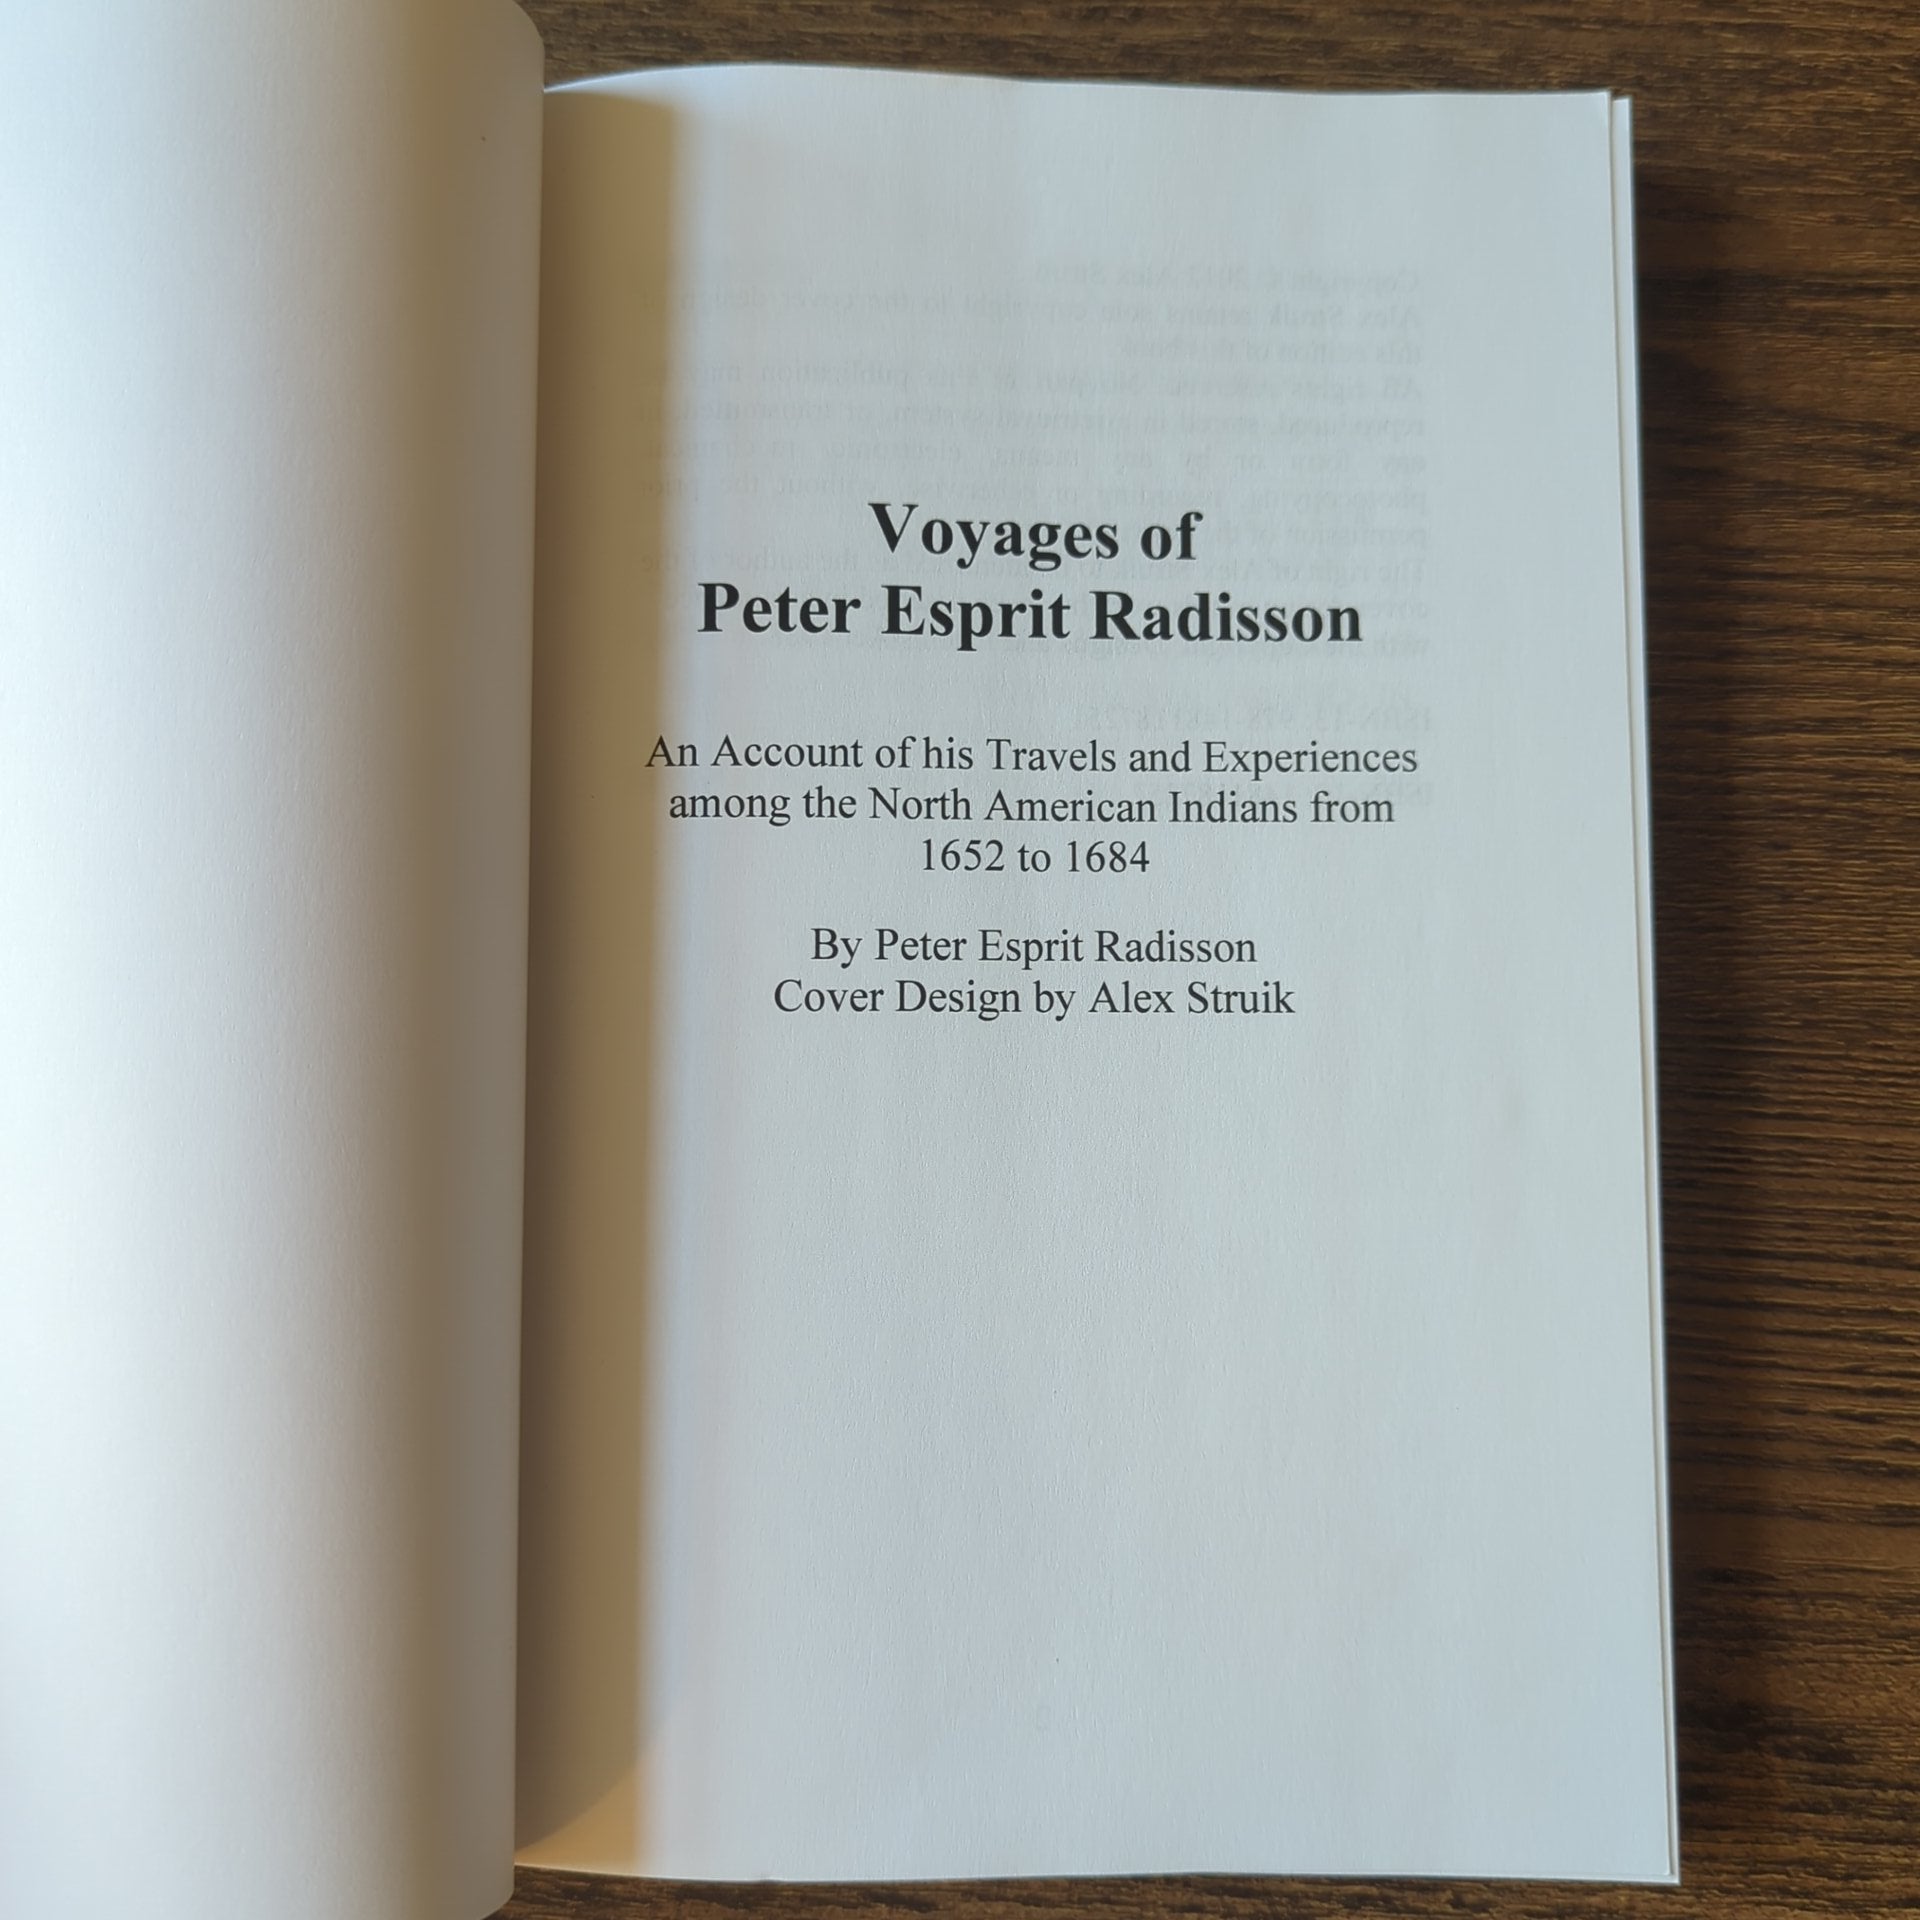 Voyages of
Peter Esprit Radisson
An Account of his Travels and Experiences
among the North American Indians from
1652 to 1684
By Peter Esprit Radisson
Cover Design by Alex Struik